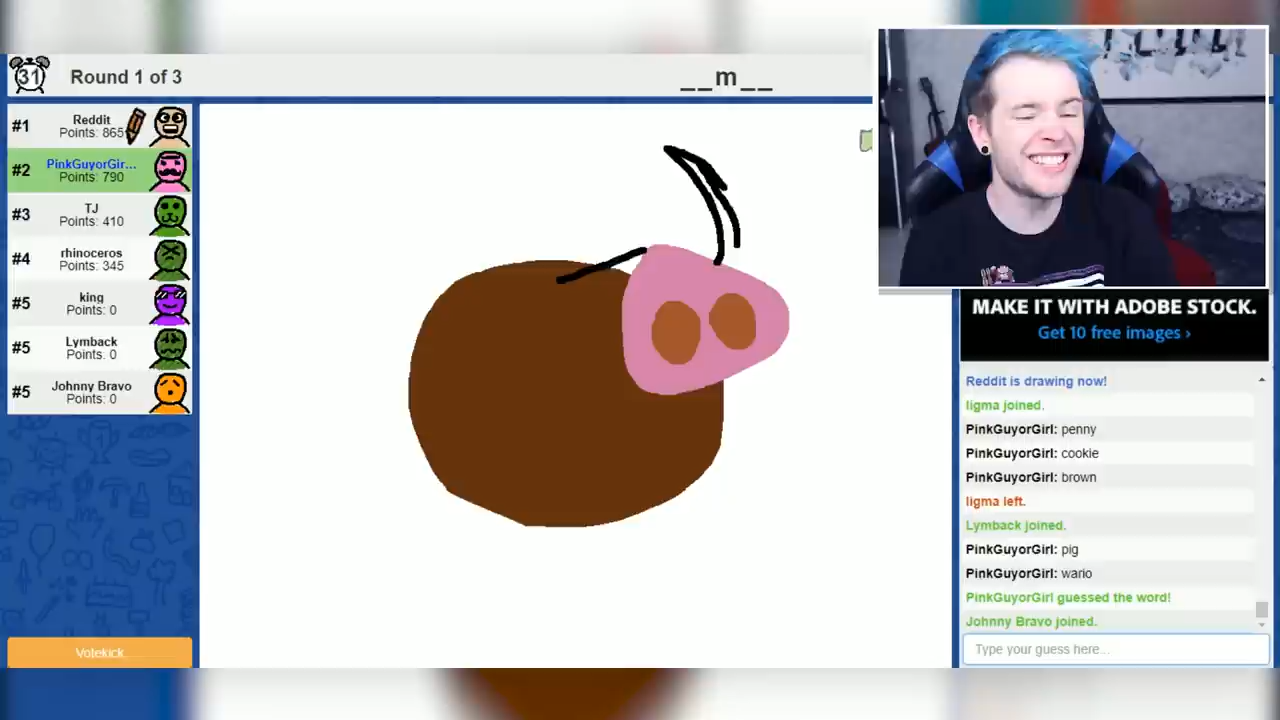 31
Round 1 of 3
__m__
#1
Reddit
Points: 865
#2
PinkGuyorGir...
Points: 790
#3
TJ
Points: 410
#4
rhinoceros
Points: 345
#5
king
Points: 0
#5
Lymback
Points: 0
#5
Johnny Bravo
Points: 0
Votekick
MAKE IT WITH ADOBE STOCK.
Get 10 free images ›
Reddit is drawing now!
ligma joined.
PinkGuyorGirl: penny
PinkGuyorGirl: cookie
PinkGuyorGirl: brown
ligma left.
Lymback joined.
PinkGuyorGirl: pig
PinkGuyorGirl: wario
PinkGuyorGirl guessed the word!
Johnny Bravo joined.
Type your guess here...